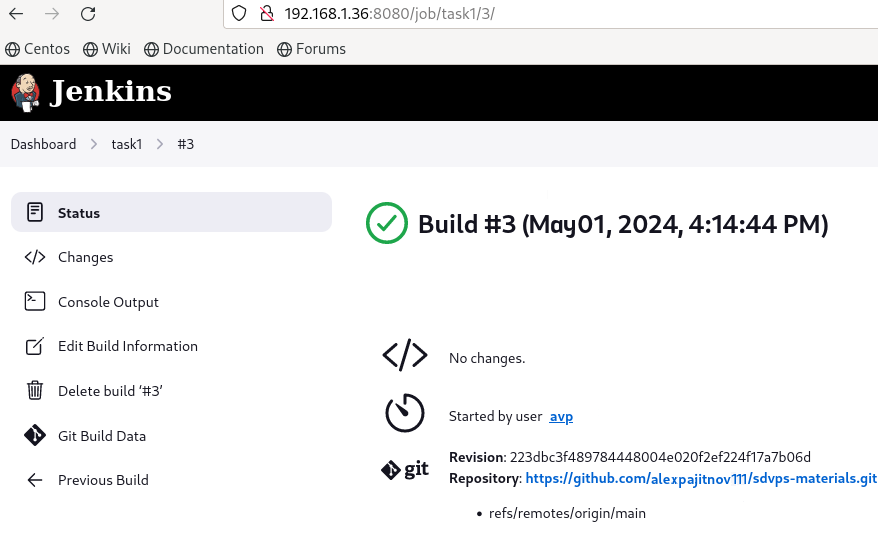 192.168.1.36:8080/job/task1/3/
Centos Wiki Documentation Forums
Jenkins
Dashboard task1 #3
Status
Build #3 (May01, 2024, 4:14:44 PM)
Changes
Console Output
Edit Build Information
Delete build ‘#3’
Git Build Data
Previous Build
No changes.
Started by user avp
git
Revision: 223dbc3f489784448004e020f2ef224f17a7b06d
Repository: https://github.com/alexpajitnov111/sdvps-materials.git
• refs/remotes/origin/main